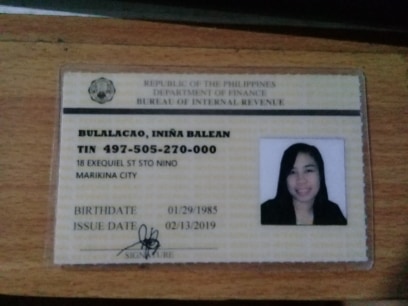 REPUBLIC OF THE PHILIPPINES
DEPARTMENT OF FINANCE
BUREAU OF INTERNAL REVENUE
BULALACAO, INIÑA BALEAN
TIN 497-505-270-000
18 EXEQUIEL ST STO NINO
MARIKINA CITY
BIRTHDATE 01/29/1985
ISSUE DATE 02/13/2019
SIGNATURE